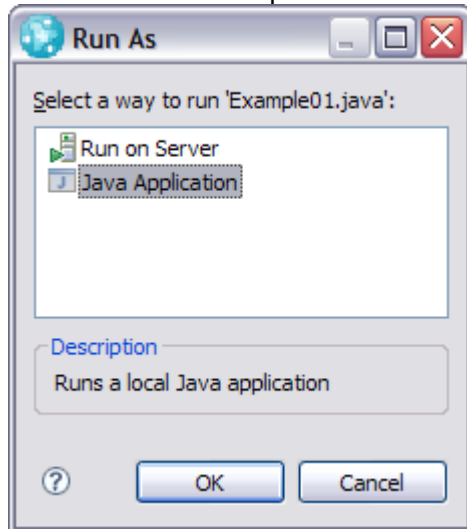 Run As
Select a way to run 'Example01.java':
Run on Server
Java Application
Description
Runs a local Java application
OK Cancel